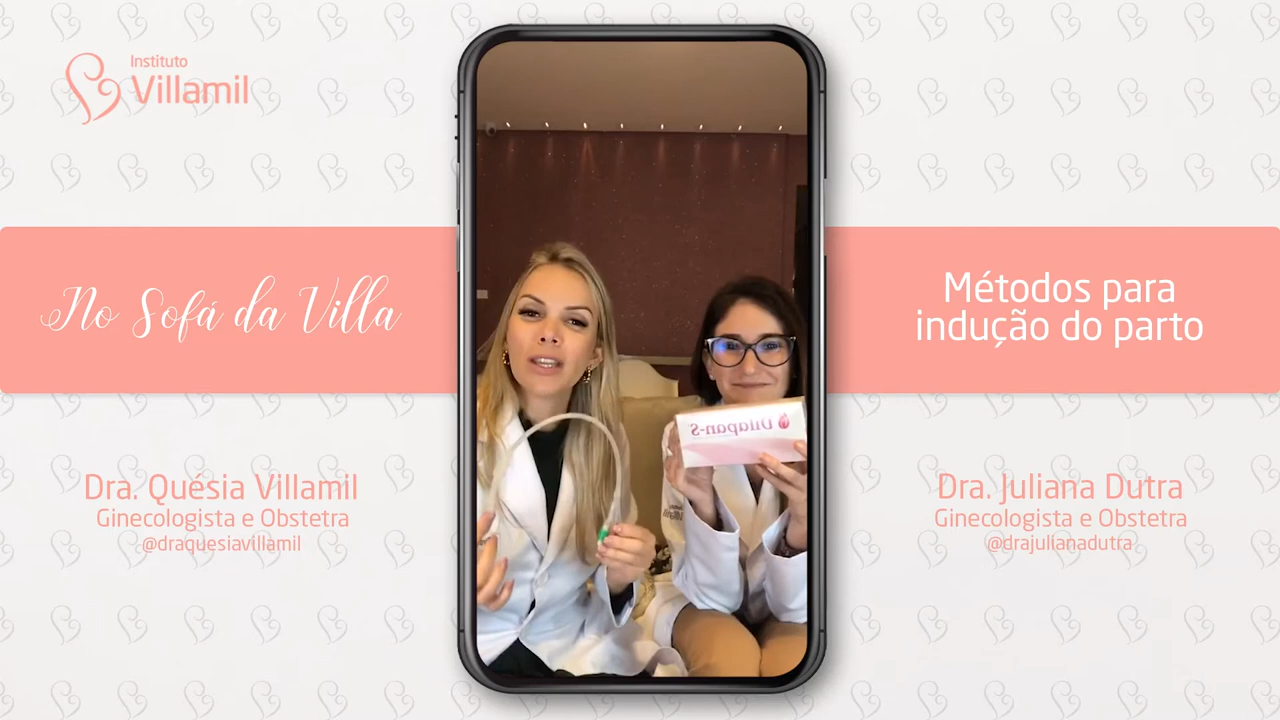 Instituto
Villamil
No Sofá da Villa
Métodos para
indução do parto
Dra. Quésia Villamil
Ginecologista e Obstetra
@draquesiavillamil
Dra. Juliana Dutra
Ginecologista e Obstetra
@drajulianadutra
Dilapan-S